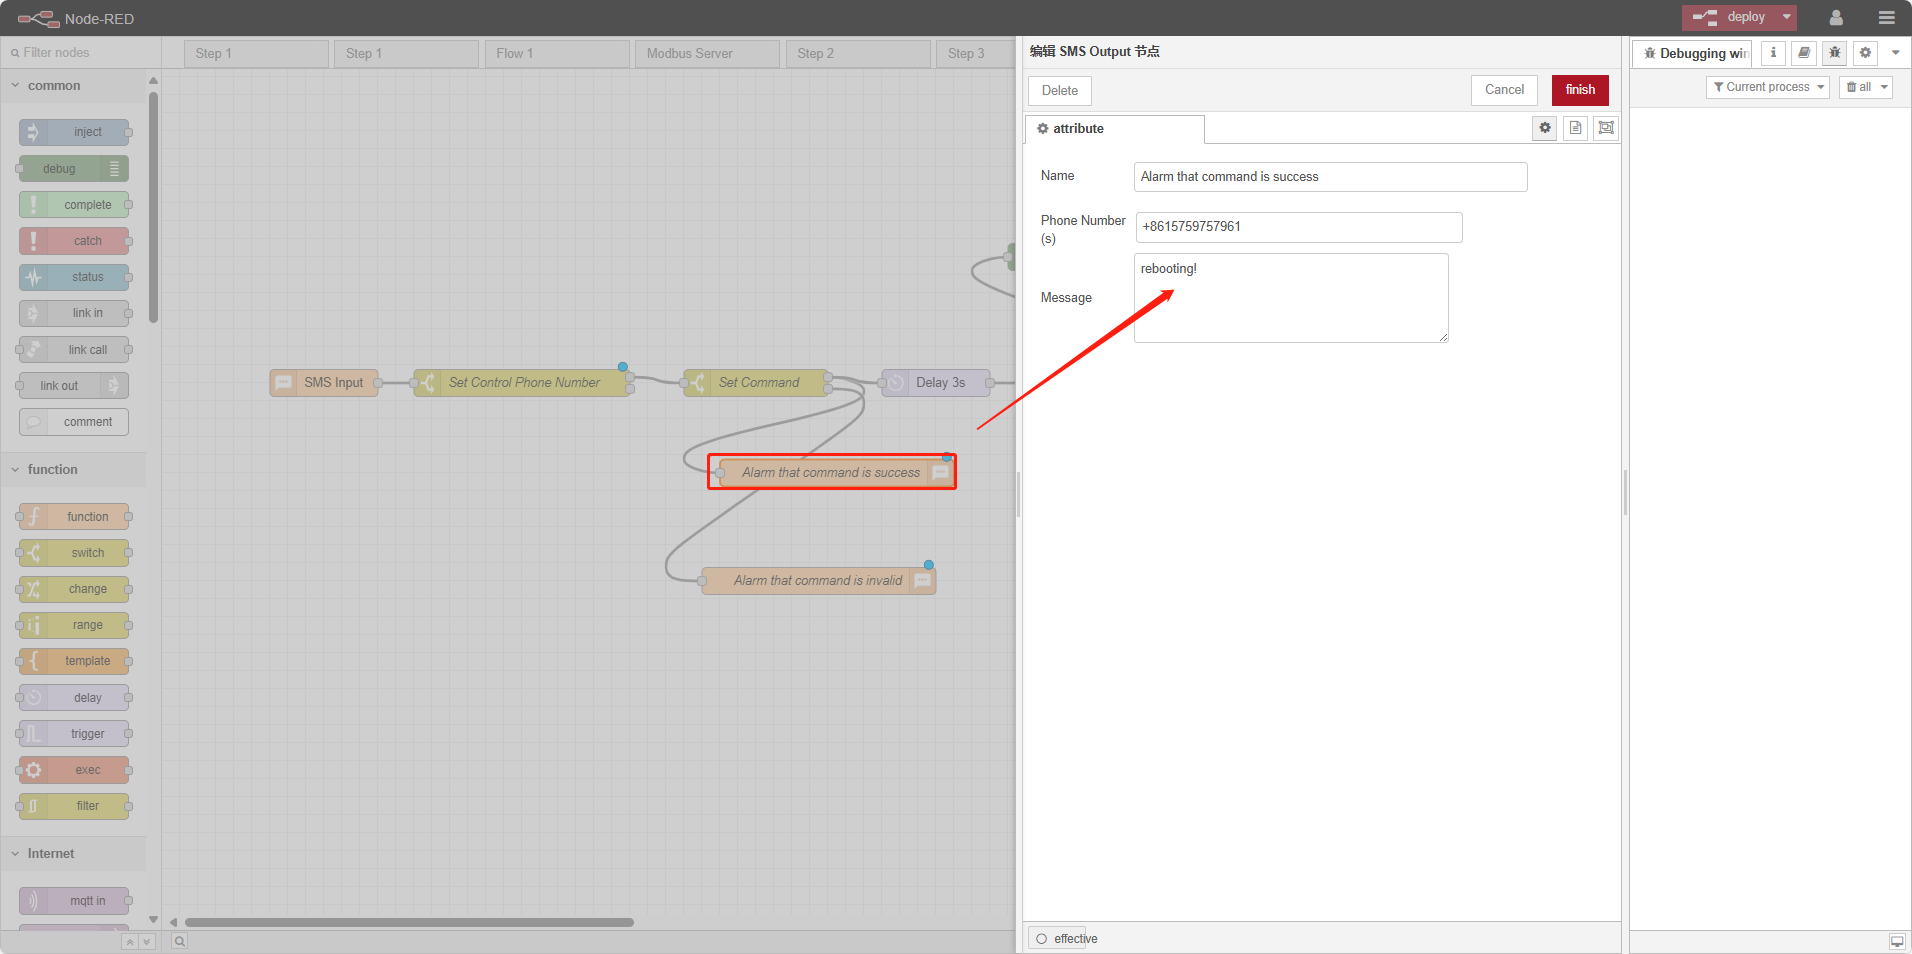 Node-RED
deploy
Filter nodes
Step 1
Step 1
Flow 1
Modbus Server
Step 2
Step 3
编辑 SMS Output 节点
Debugging win
Delete
Cancel
finish
Current process
all
attribute
common
inject
debug
complete
catch
status
link in
link call
link out
comment
function
function
switch
change
range
template
delay
trigger
exec
filter
Internet
mqtt in
SMS Input
Set Control Phone Number
Set Command
Delay 3s
Alarm that command is success
Alarm that command is invalid
Name
Alarm that command is success
Phone Number
(s)
+8615759757961
Message
rebooting!
effective